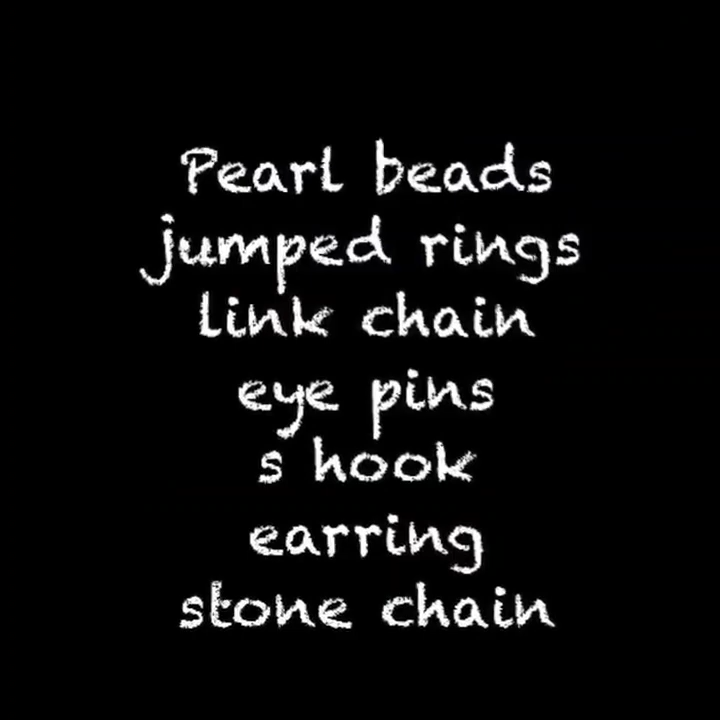 Pearl beads
jumped rings
link chain
eye pins
s hook
earring
stone chain